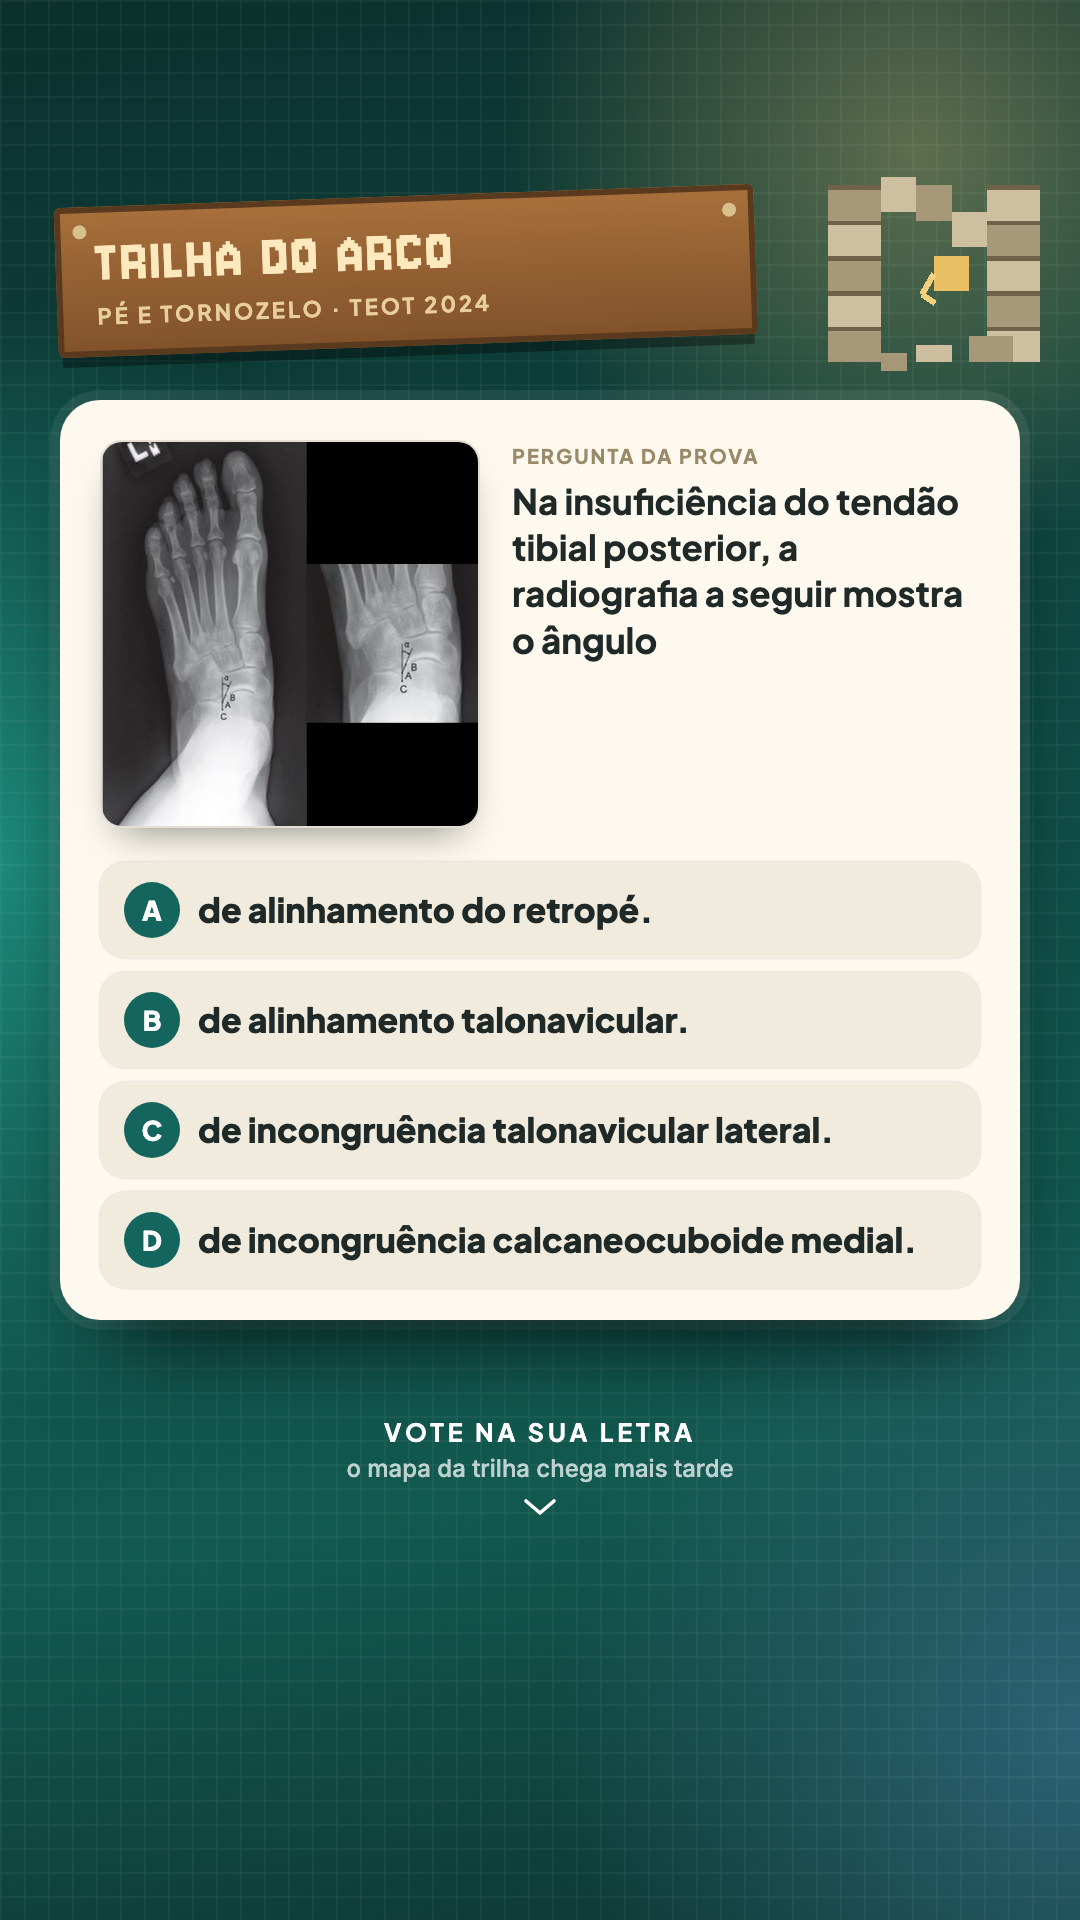 TRILHA DO ARCO
PÉ E TORNOZELO · TEOT 2024
PERGUNTA DA PROVA
Na insuficiência do tendão
tibial posterior, a
radiografia a seguir mostra
o ângulo
α
B
A
C
α
B
A
C
A de alinhamento do retropé.
B de alinhamento talonavicular.
C de incongruência talonavicular lateral.
D de incongruência calcaneocuboide medial.
VOTE NA SUA LETRA
o mapa da trilha chega mais tarde